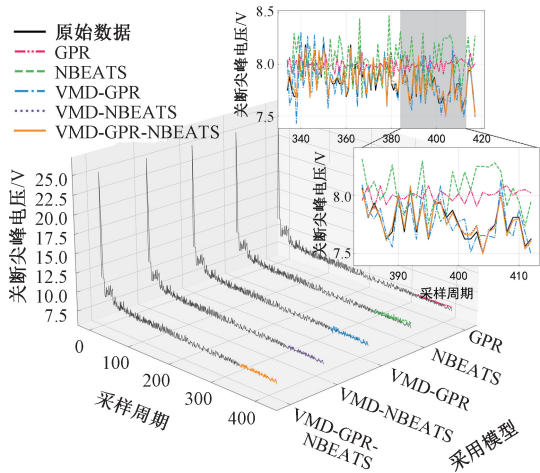 原始数据
GPR
NBEATS
VMD-GPR
VMD-NBEATS
VMD-GPR-NBEATS
关断尖峰电压/V
8.5
8.0
7.5
340
360
380
400
420
关断尖峰电压/V
8.0
7.5
390
400
410
采样周期
关断尖峰电压/V
25.0
22.5
20.0
17.5
15.0
12.5
10.0
7.5
0
100
200
300
400
采样周期
GPR
NBEATS
VMD-GPR
VMD-NBEATS
VMD-GPR-
NBEATS
采用模型